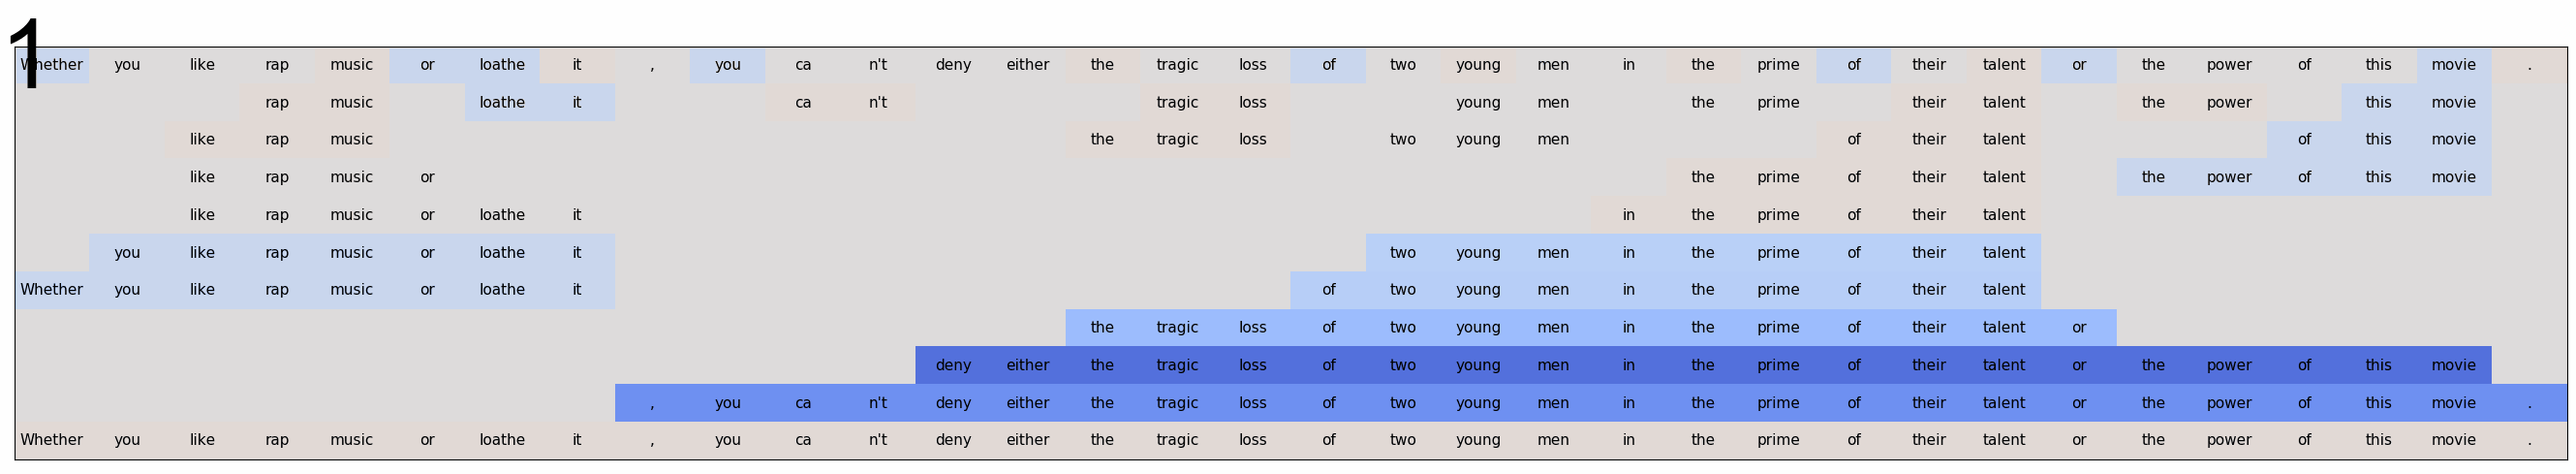 1
Whether you like rap music or loathe it , you ca n't deny either the tragic loss of two young men in the prime of their talent or the power of this movie .
rap music loathe it ca n't tragic loss young men the prime their talent the power this movie
like rap music the tragic loss two young men of their talent of this movie
like rap music or the prime of their talent the power of this movie
like rap music or loathe it in the prime of their talent
you like rap music or loathe it two young men in the prime of their talent
Whether you like rap music or loathe it of two young men in the prime of their talent
the tragic loss of two young men in the prime of their talent or
deny either the tragic loss of two young men in the prime of their talent or the power of this movie
, you ca n't deny either the tragic loss of two young men in the prime of their talent or the power of this movie .
Whether you like rap music or loathe it , you ca n't deny either the tragic loss of two young men in the prime of their talent or the power of this movie .